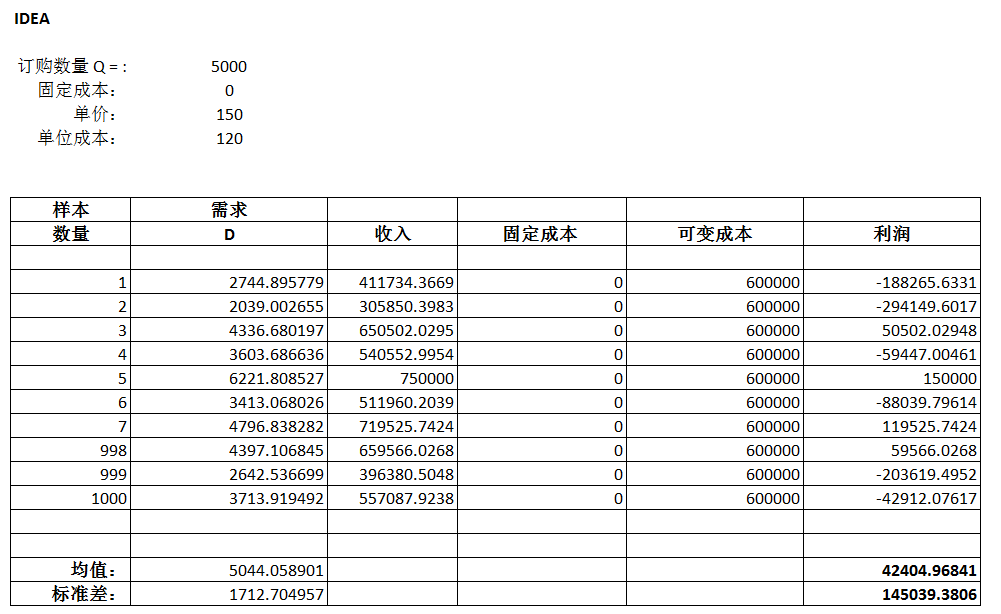 IDEA
订购数量 Q = : 5000
固定成本： 0
单价： 150
单位成本： 120
样本 需求
数量 D 收入 固定成本 可变成本 利润
1 2744.895779 411734.3669 0 600000 -188265.6331
2 2039.002655 305850.3983 0 600000 -294149.6017
3 4336.680197 650502.0295 0 600000 50502.02948
4 3603.686636 540552.9954 0 600000 -59447.00461
5 6221.808527 750000 0 600000 150000
6 3413.068026 511960.2039 0 600000 -88039.79614
7 4796.838282 719525.7424 0 600000 119525.7424
998 4397.106845 659566.0268 0 600000 59566.0268
999 2642.536699 396380.5048 0 600000 -203619.4952
1000 3713.919492 557087.9238 0 600000 -42912.07617
均值： 5044.058901 42404.96841
标准差： 1712.704957 145039.3806